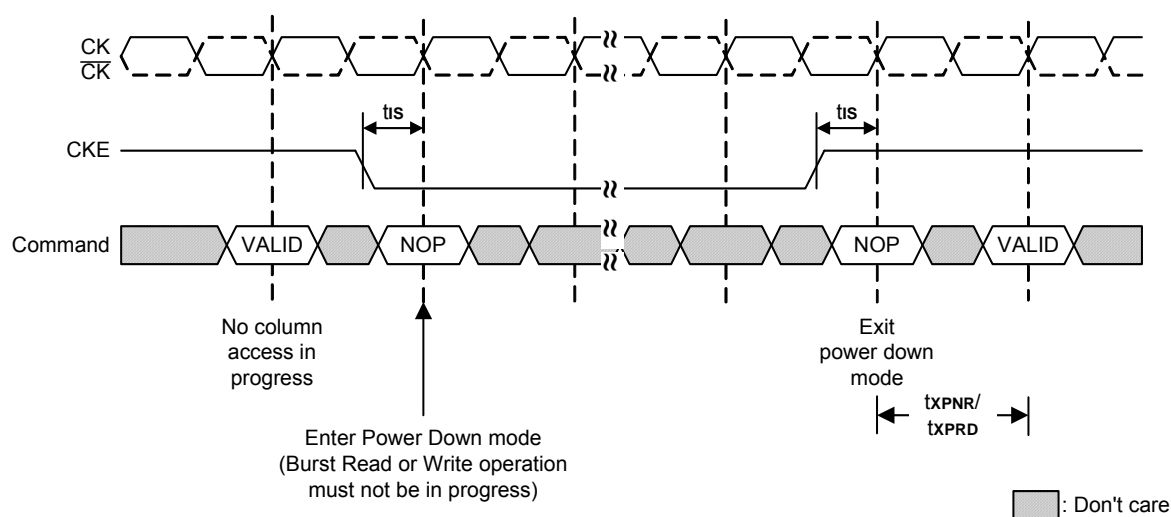 CK
CK
tIS
tIS
CKE
Command
VALID
NOP
NOP
VALID
No column
access in
progress
Exit
power down
mode
tXPNR/
tXPRD
Enter Power Down mode
(Burst Read or Write operation
must not be in progress)
: Don't care